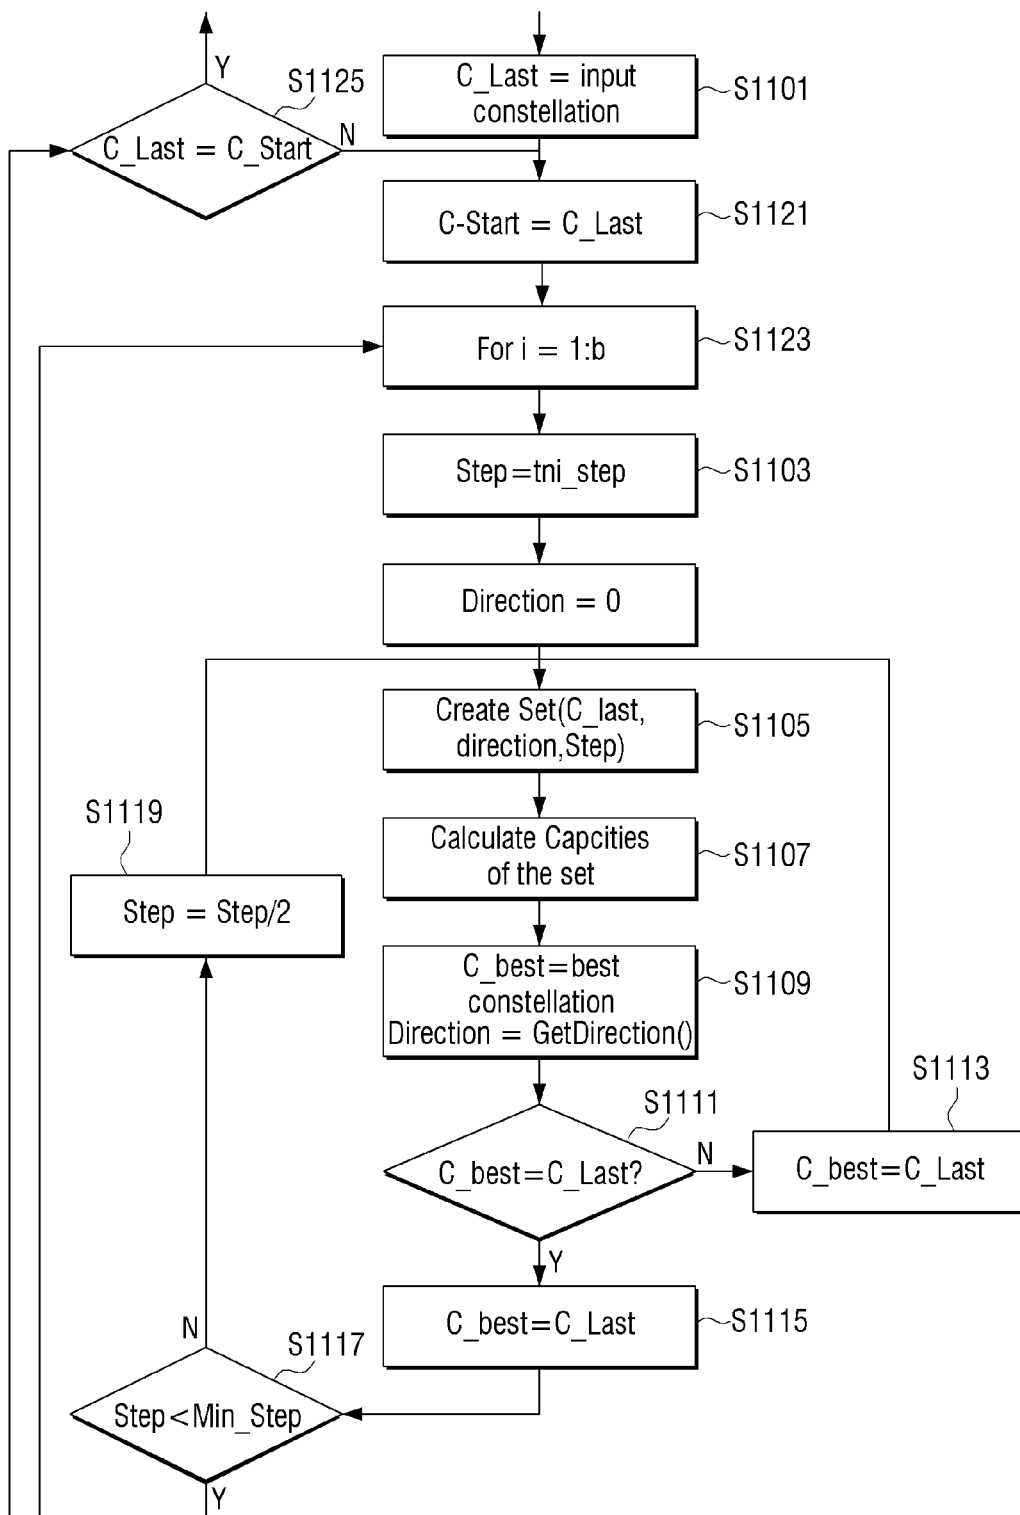 Y
S1125
C_Last = C_Start
N
C_Last = input
constellation
S1101
C-Start = C_Last
S1121
For i = 1:b
S1123
Step=tni_step
S1103
Direction = 0
Create Set(C_last,
direction,Step)
S1105
S1119
Step = Step/2
Calculate Capcities
of the set
S1107
C_best=best
constellation
Direction = GetDirection()
S1109
S1111
C_best=C_Last?
N
S1113
C_best=C_Last
Y
C_best=C_Last
S1115
N
S1117
Step<Min_Step
Y